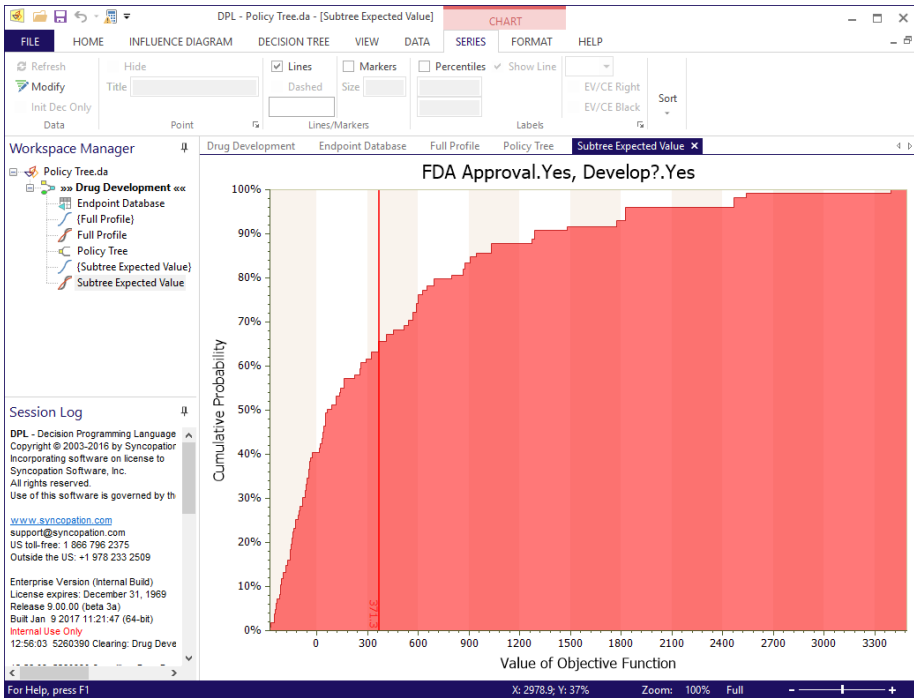 DPL - Policy Tree.da - [Subtree Expected Value]
CHART
FILE HOME INFLUENCE DIAGRAM DECISION TREE VIEW DATA SERIES FORMAT HELP
Refresh
Modify
Init Dec Only
Data
Hide
Title
Point
Lines
Dashed
Markers
Size
Lines/Markers
Percentiles
Show Line
EV/CE Right
EV/CE Black
Labels
Sort
Workspace Manager
Policy Tree.da
»» Drug Development ««
Endpoint Database
{Full Profile}
Full Profile
Policy Tree
{Subtree Expected Value}
Subtree Expected Value
Session Log
DPL - Decision Programming Language
Copyright © 2003-2016 by Syncopation
Incorporating software on license to
Syncopation Software, Inc.
All rights reserved.
Use of this software is governed by th
www.syncopation.com
support@syncopation.com
US toll-free: 1 866 796 2375
Outside the US: +1 978 233 2509
Enterprise Version (Internal Build)
License expires: December 31, 1969
Release 9.00.00 (beta 3a)
Built Jan 9 2017 11:21:47 (64-bit)
Internal Use Only
12:56:03 5260390 Clearing: Drug Deve
Drug Development Endpoint Database Full Profile Policy Tree Subtree Expected Value
FDA Approval.Yes, Develop?.Yes
100%
90%
80%
70%
60%
50%
40%
30%
20%
10%
0%
Cumulative Probability
371.3
0 300 600 900 1200 1500 1800 2100 2400 2700 3000 3300
Value of Objective Function
For Help, press F1
X: 2978.9; Y: 37%
Zoom: 100% Full